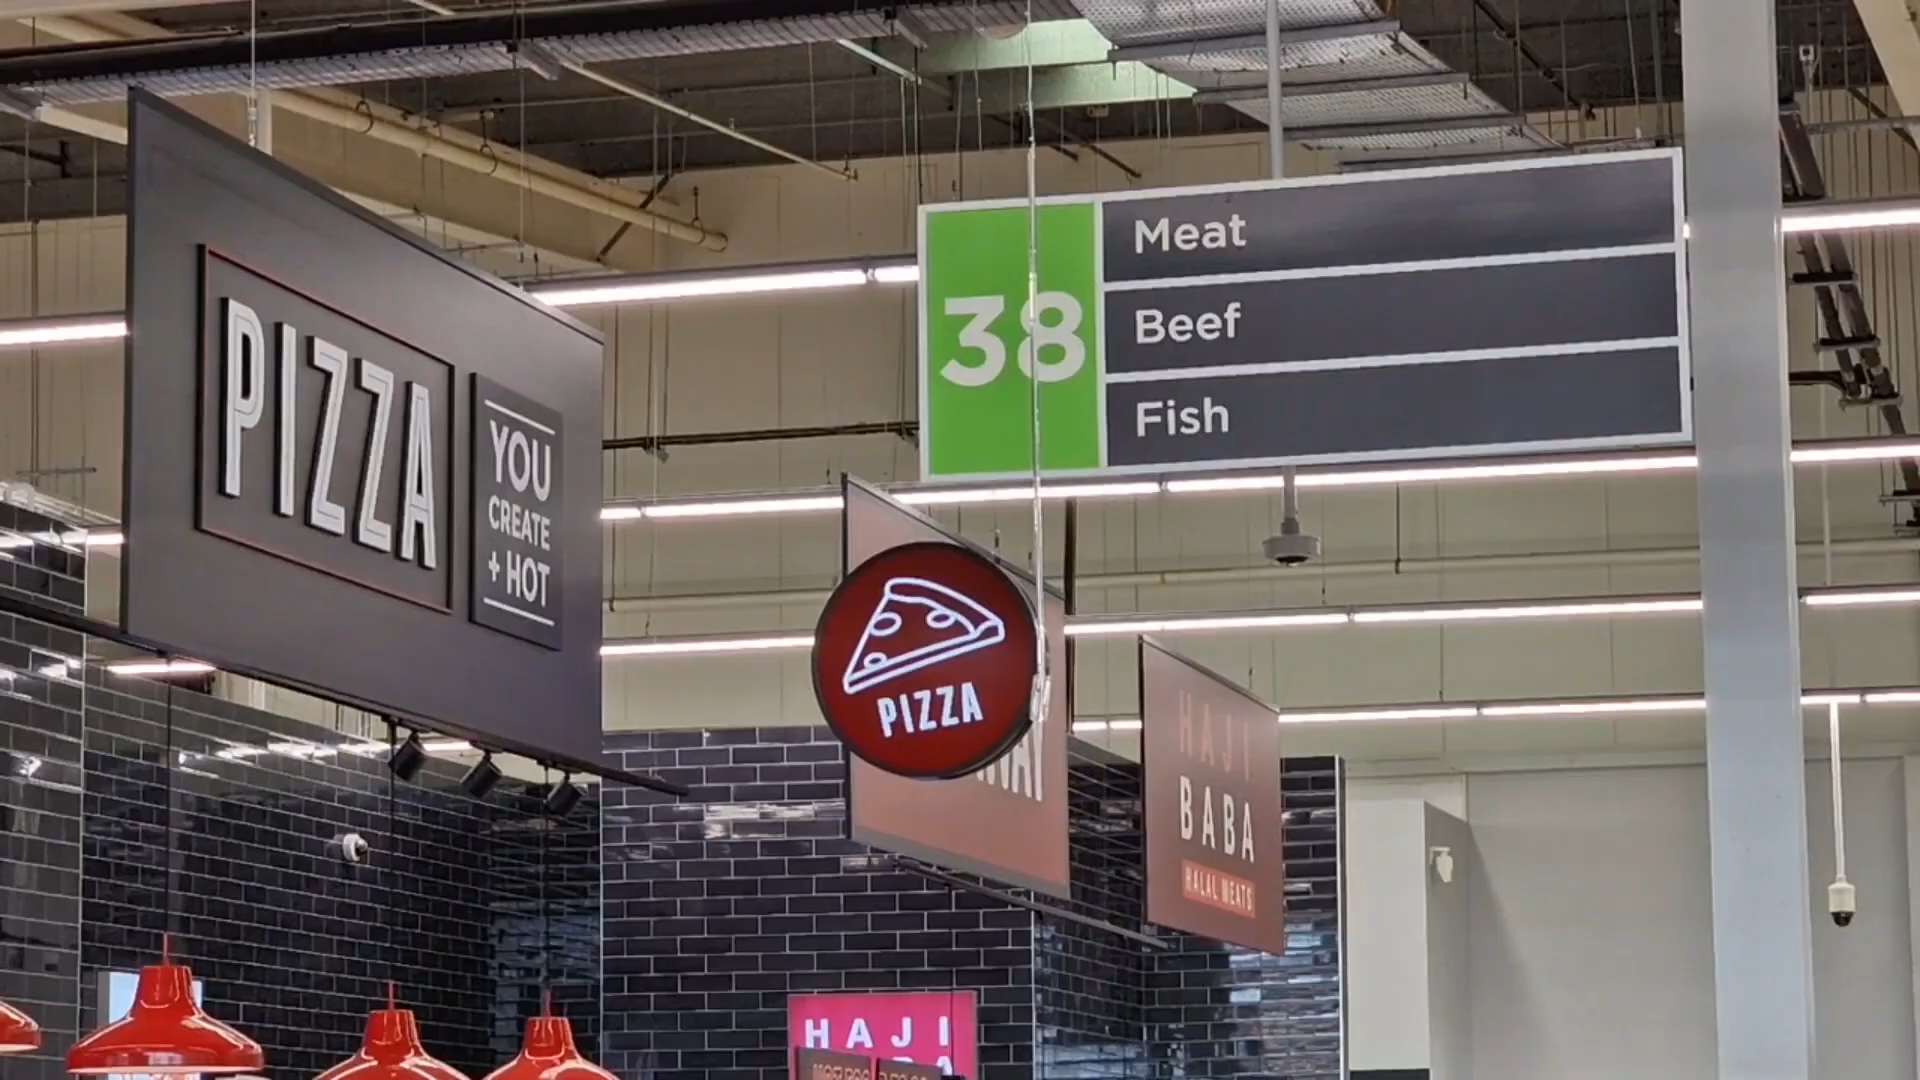 PIZZA
YOU
CREATE
+ HOT
38
Meat
Beef
Fish
PIZZA
HAJI
BABA
HALAL MEATS
HAJI